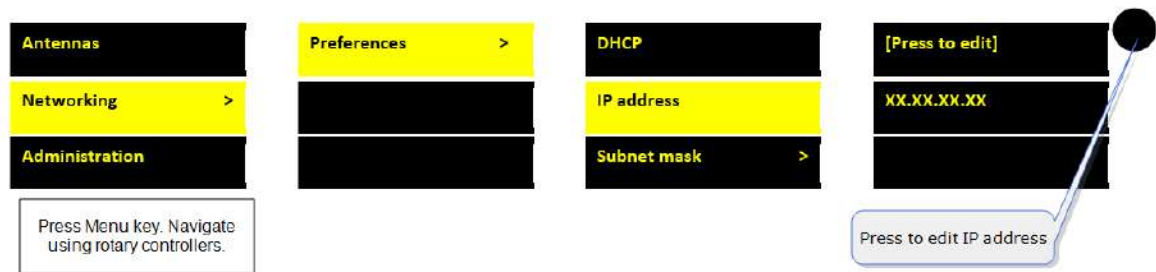 Antennas
Networking >
Administration
Preferences >
DHCP
IP address
Subnet mask >
[Press to edit]
XX.XX.XX.XX
Press Menu key. Navigate
using rotary controllers.
Press to edit IP address